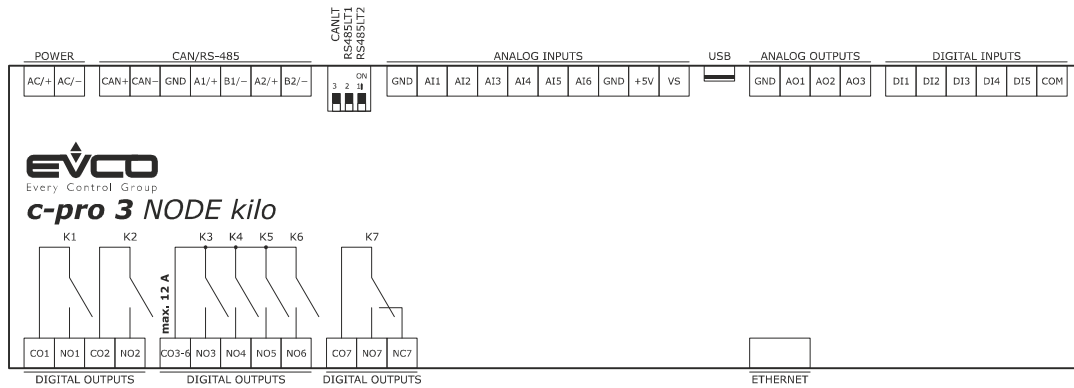 CANLT
RS485LT1
RS485LT2
POWER
CAN/RS-485
ANALOG INPUTS
USB
ANALOG OUTPUTS
DIGITAL INPUTS
AC/+ AC/−
CAN+ CAN− GND A1/+ B1/− A2/+ B2/−
ON
3 2 1
GND AI1 AI2 AI3 AI4 AI5 AI6 GND +5V VS
GND AO1 AO2 AO3
DI1 DI2 DI3 DI4 DI5 COM
EVCO
Every Control Group
c-pro 3 NODE kilo
K1 K2 K3 K4 K5 K6 K7
max. 12 A
CO1 NO1 CO2 NO2
CO3-6 NO3 NO4 NO5 NO6
CO7 NO7 NC7
DIGITAL OUTPUTS
DIGITAL OUTPUTS
DIGITAL OUTPUTS
ETHERNET